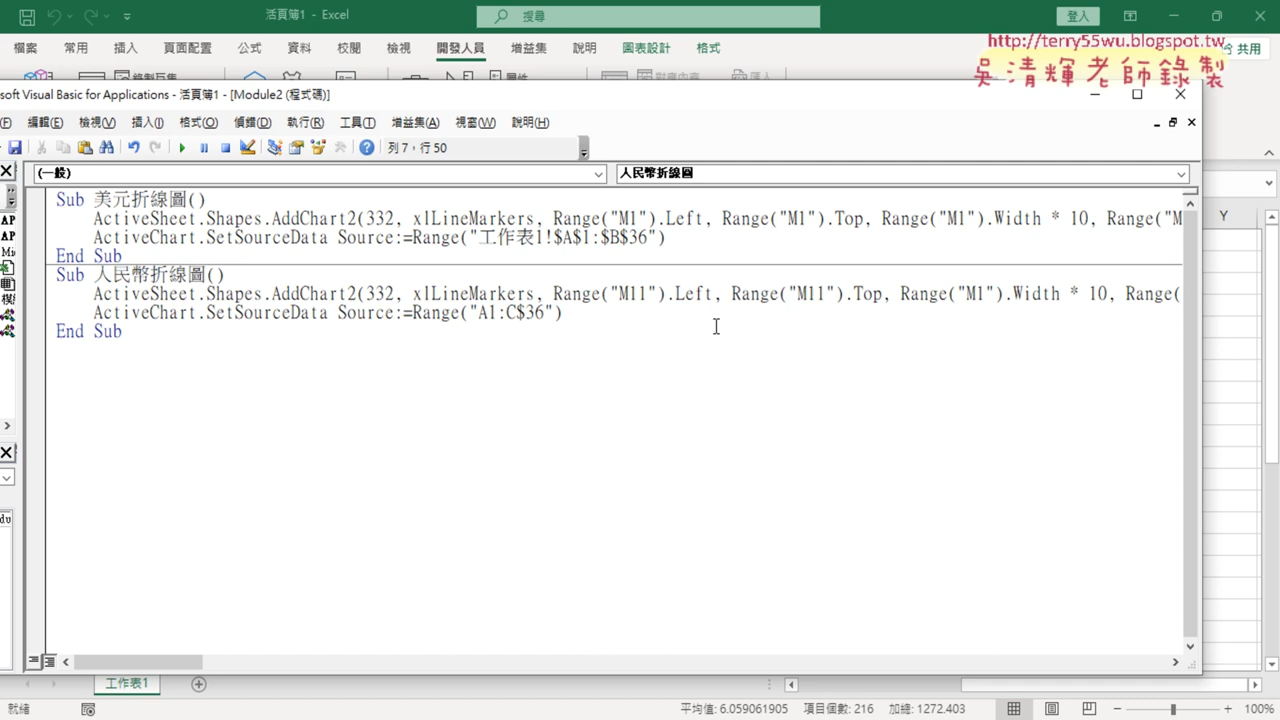 活頁簿1 - Excel
搜尋
登入
檔案 常用 插入 頁面配置 公式 資料 校閱 檢視 開發人員 增益集 說明 圖表設計 格式
共用
http://terry55wu.blogspot.tw
吳清輝老師錄製
soft Visual Basic for Applications - 活頁簿1 - [Module2 (程式碼)]
(F) 編輯(E) 檢視(V) 插入(I) 格式(O) 偵錯(D) 執行(R) 工具(T) 增益集(A) 視窗(W) 說明(H)
列 7，行 50
(一般) 人民幣折線圖
Sub 美元折線圖()
ActiveSheet.Shapes.AddChart2(332, xlLineMarkers, Range("M1").Left, Range("M1").Top, Range("M1").Width * 10, Range("M
ActiveChart.SetSourceData Source:=Range("工作表1!$A$1:$B$36")
End Sub
Sub 人民幣折線圖()
ActiveSheet.Shapes.AddChart2(332, xlLineMarkers, Range("M11").Left, Range("M11").Top, Range("M1").Width * 10, Range(
ActiveChart.SetSourceData Source:=Range("A1:C$36")
End Sub
Y
工作表1
就緒 平均值: 6.059061905 項目個數: 216 加總: 1272.403 100%